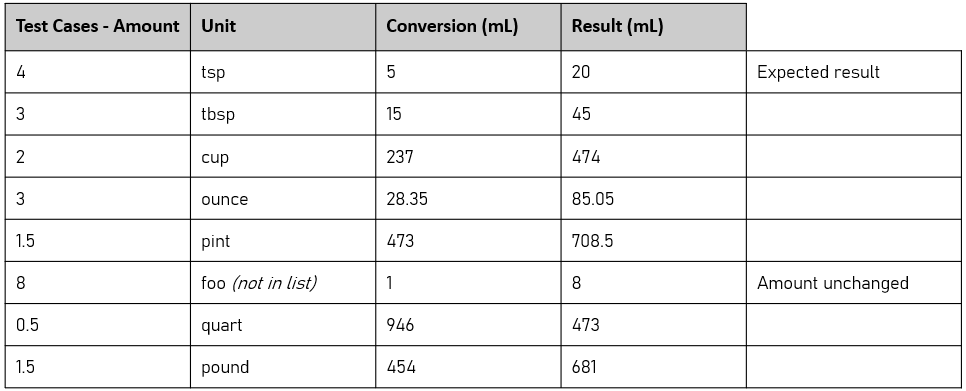 Test Cases - Amount Unit Conversion (mL) Result (mL)
4 tsp 5 20 Expected result
3 tbsp 15 45
2 cup 237 474
3 ounce 28.35 85.05
1.5 pint 473 708.5
8 foo (not in list) 1 8 Amount unchanged
0.5 quart 946 473
1.5 pound 454 681